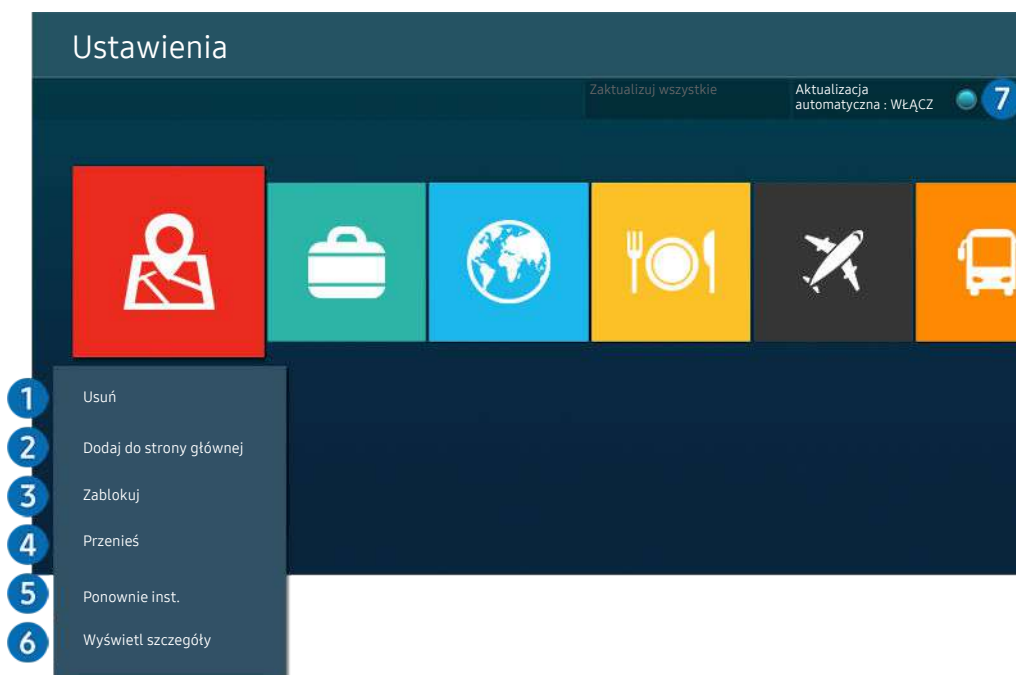 Ustawienia
Zaktualizuj wszystkie
Aktualizacja
automatyczna : WŁĄCZ
7
1
Usuń
2
Dodaj do strony głównej
3
Zablokuj
4
Przenieś
5
Ponownie inst.
6
Wyświetl szczegóły